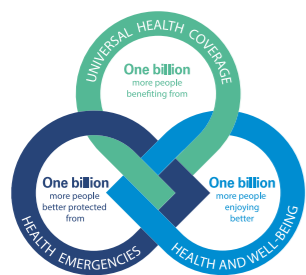 UNIVERSAL HEALTH COVERAGE
One billion
more people
benefiting from
One billion
more people
better protected
from
HEALTH EMERGENCIES
One billion
more people
enjoying
better
HEALTH AND WELL-BEING